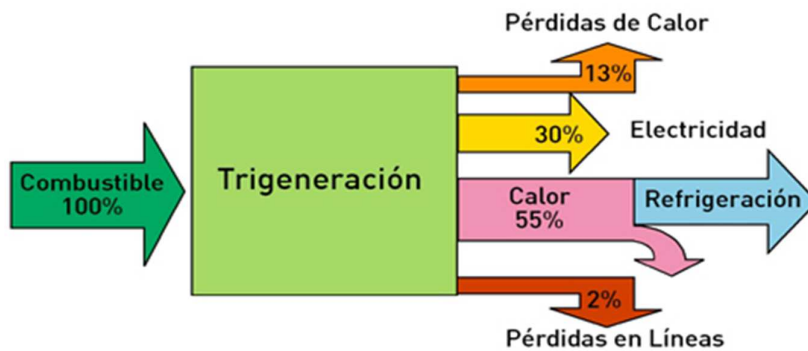 Pérdidas de Calor
13%
30%
Electricidad
Combustible
100%
Trigeneración
Calor
55%
Refrigeración
2%
Pérdidas en Líneas